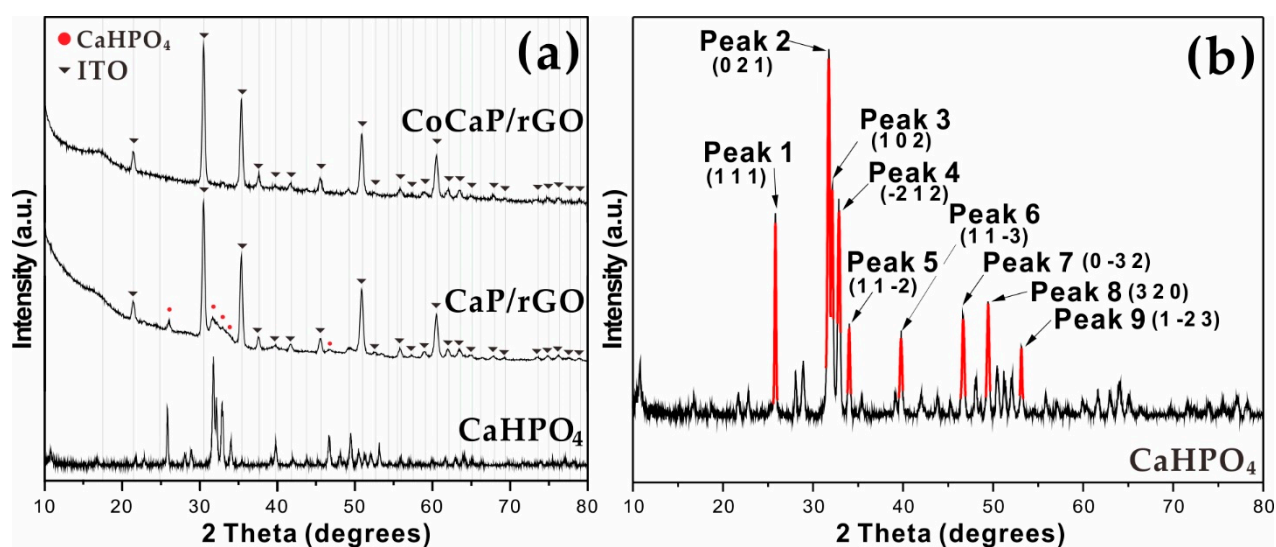 (a)
CaHPO₄
ITO
CoCaP/rGO
CaP/rGO
CaHPO₄
Intensity (a.u.)
10 20 30 40 50 60 70 80
2 Theta (degrees)
(b)
Peak 2
(0 2 1)
Peak 3
(1 0 2)
Peak 1
(1 1 1)
Peak 4
(-2 1 2)
Peak 6
(1 1 -3)
Peak 5
(1 1 -2)
Peak 7 (0 -3 2)
Peak 8 (3 2 0)
Peak 9 (1 -2 3)
CaHPO₄
Intensity (a.u.)
10 20 30 40 50 60 70 80
2 Theta (degrees)